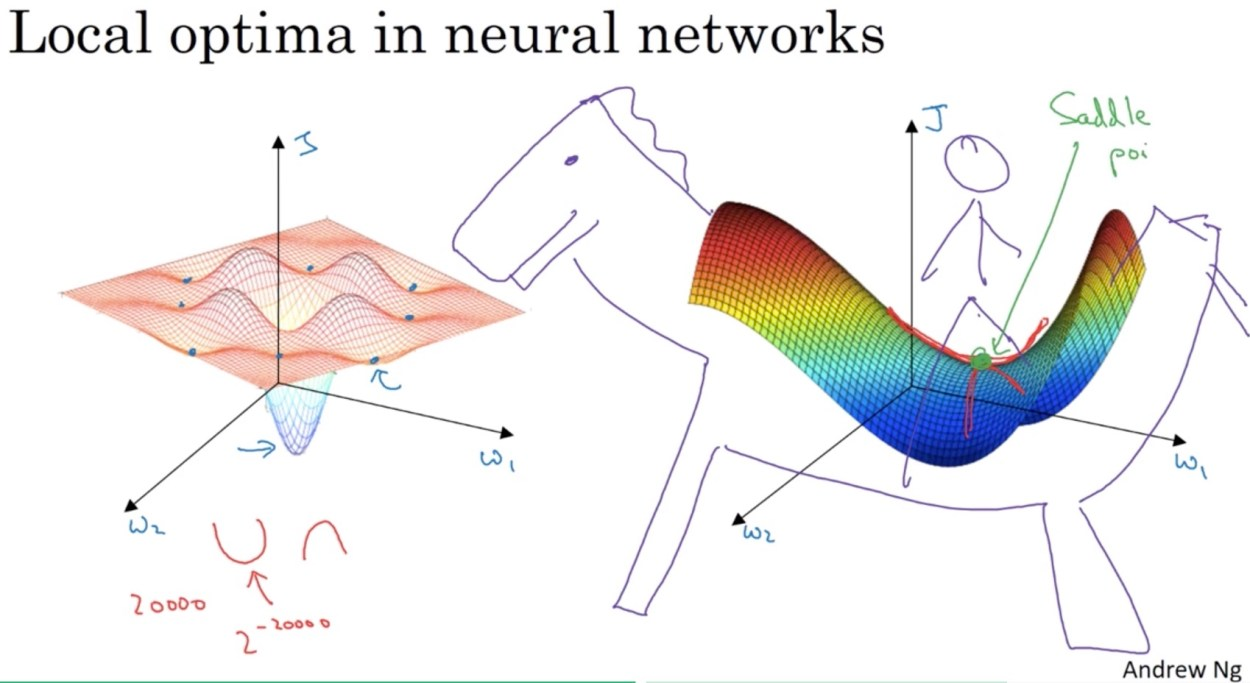 Local optima in neural networks
J
w₁
w₂
20000
2^-20000
J
Saddle
poi
w₁
w₂
Andrew Ng